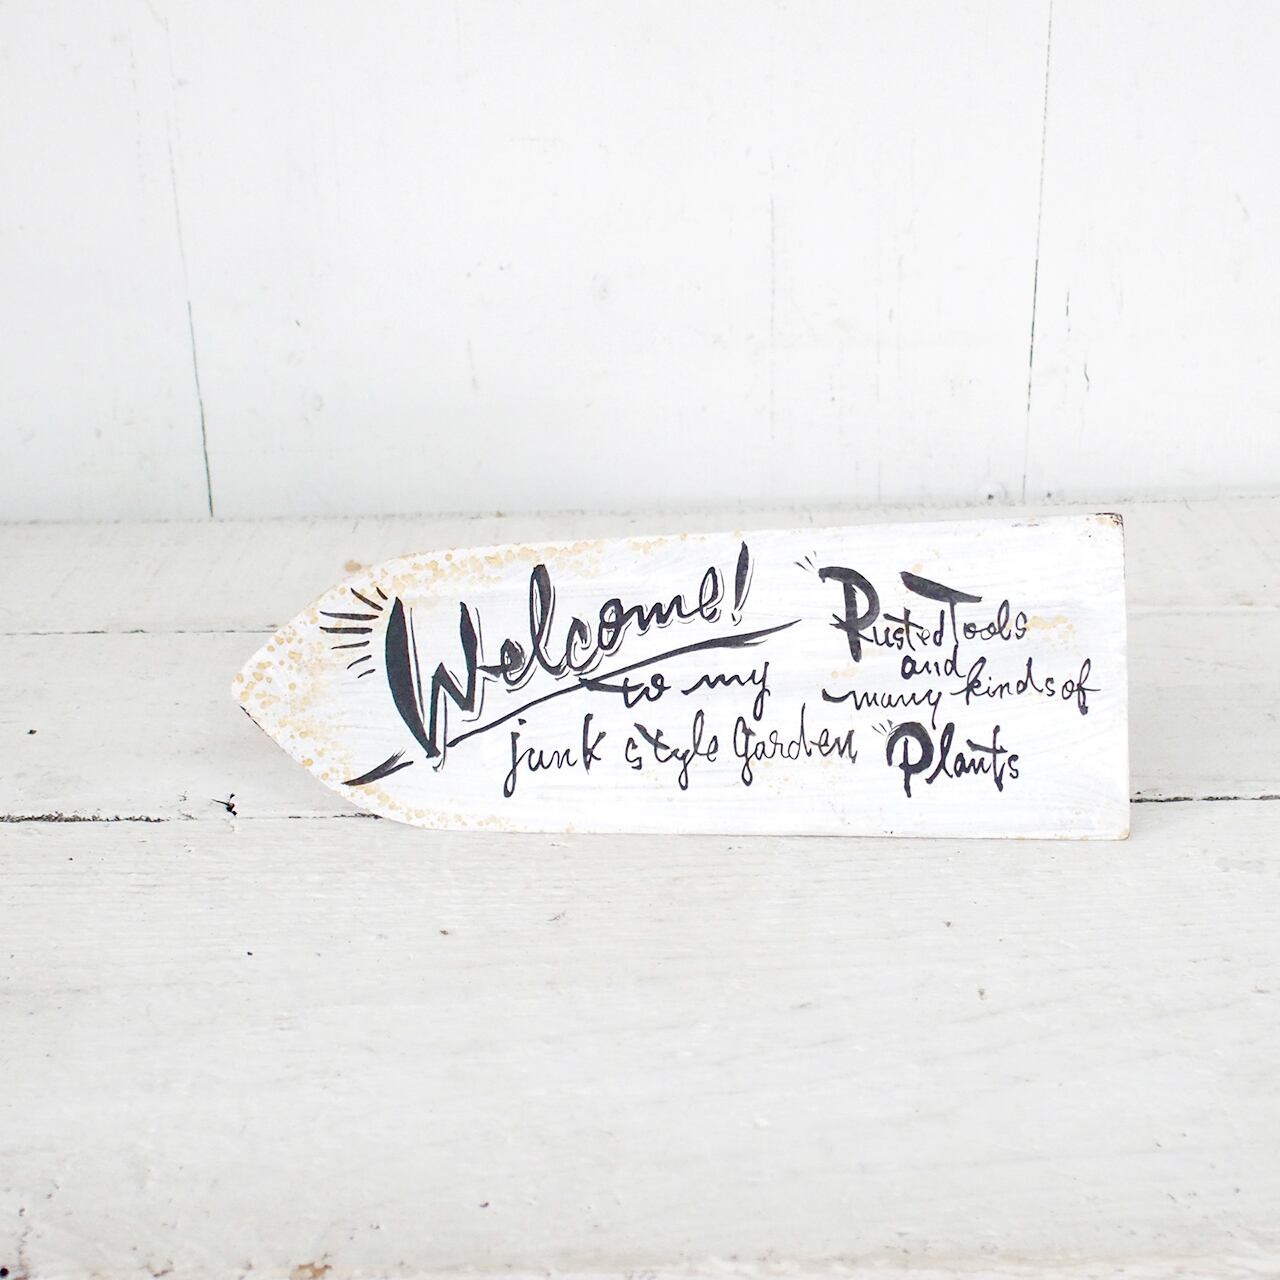 Welcome!
to my
junk style Garden
Rusted Tools
and
many kinds of
Plants